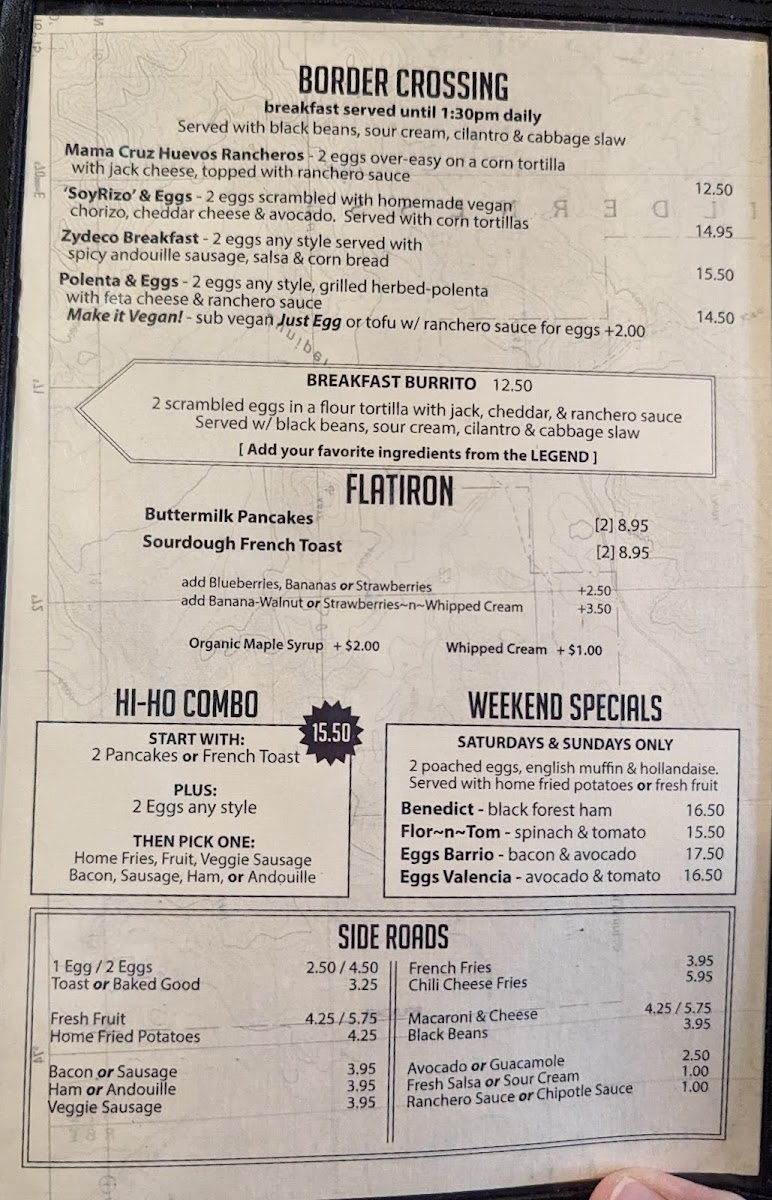 BORDER CROSSING
breakfast served until 1:30pm daily
Served with black beans, sour cream, cilantro & cabbage slaw
Mama Cruz Huevos Rancheros - 2 eggs over-easy on a corn tortilla
with jack cheese, topped with ranchero sauce 12.50
'SoyRizo' & Eggs - 2 eggs scrambled with homemade vegan
chorizo, cheddar cheese & avocado. Served with corn tortillas 14.95
Zydeco Breakfast - 2 eggs any style served with
spicy andouille sausage, salsa & corn bread 15.50
Polenta & Eggs - 2 eggs any style, grilled herbed-polenta
with feta cheese & ranchero sauce 14.50
Make it Vegan! - sub vegan Just Egg or tofu w/ ranchero sauce for eggs +2.00
BREAKFAST BURRITO 12.50
2 scrambled eggs in a flour tortilla with jack, cheddar, & ranchero sauce
Served w/ black beans, sour cream, cilantro & cabbage slaw
[ Add your favorite ingredients from the LEGEND ]
FLATIRON
Buttermilk Pancakes [2] 8.95
Sourdough French Toast [2] 8.95
add Blueberries, Bananas or Strawberries +2.50
add Banana-Walnut or Strawberries~n~Whipped Cream +3.50
Organic Maple Syrup + $2.00 Whipped Cream + $1.00
HI-HO COMBO
15.50
START WITH:
2 Pancakes or French Toast
PLUS:
2 Eggs any style
THEN PICK ONE:
Home Fries, Fruit, Veggie Sausage
Bacon, Sausage, Ham, or Andouille
WEEKEND SPECIALS
SATURDAYS & SUNDAYS ONLY
2 poached eggs, english muffin & hollandaise.
Served with home fried potatoes or fresh fruit
Benedict - black forest ham 16.50
Flor~n~Tom - spinach & tomato 15.50
Eggs Barrio - bacon & avocado 17.50
Eggs Valencia - avocado & tomato 16.50
SIDE ROADS
1 Egg / 2 Eggs 2.50 / 4.50
Toast or Baked Good 3.25
Fresh Fruit 4.25 / 5.75
Home Fried Potatoes 4.25
Bacon or Sausage 3.95
Ham or Andouille 3.95
Veggie Sausage 3.95
French Fries 3.95
Chili Cheese Fries 5.95
Macaroni & Cheese 4.25 / 5.75
Black Beans 3.95
Avocado or Guacamole 2.50
Fresh Salsa or Sour Cream 1.00
Ranchero Sauce or Chipotle Sauce 1.00